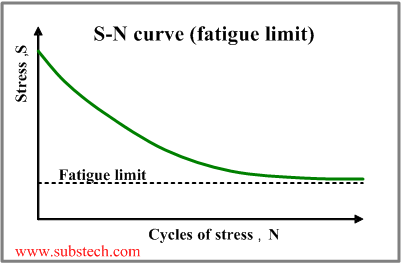 S-N curve (fatigue limit)
Stress ,S
Fatigue limit
Cycles of stress , N
www.substech.com